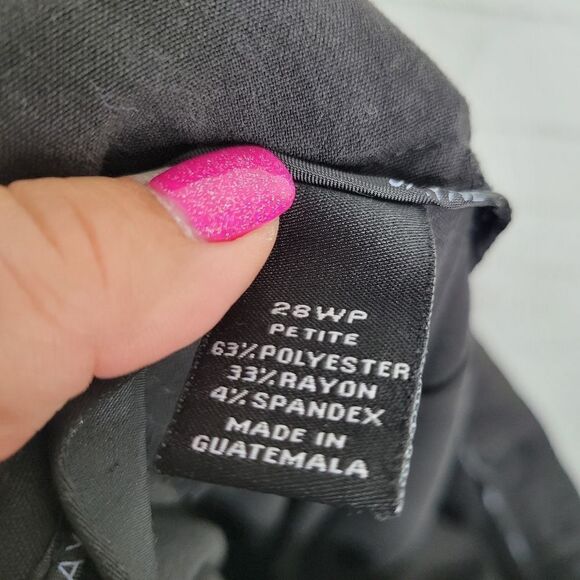 28WP
PETITE
63% POLYESTER
33% RAYON
4% SPANDEX
MADE IN
GUATEMALA